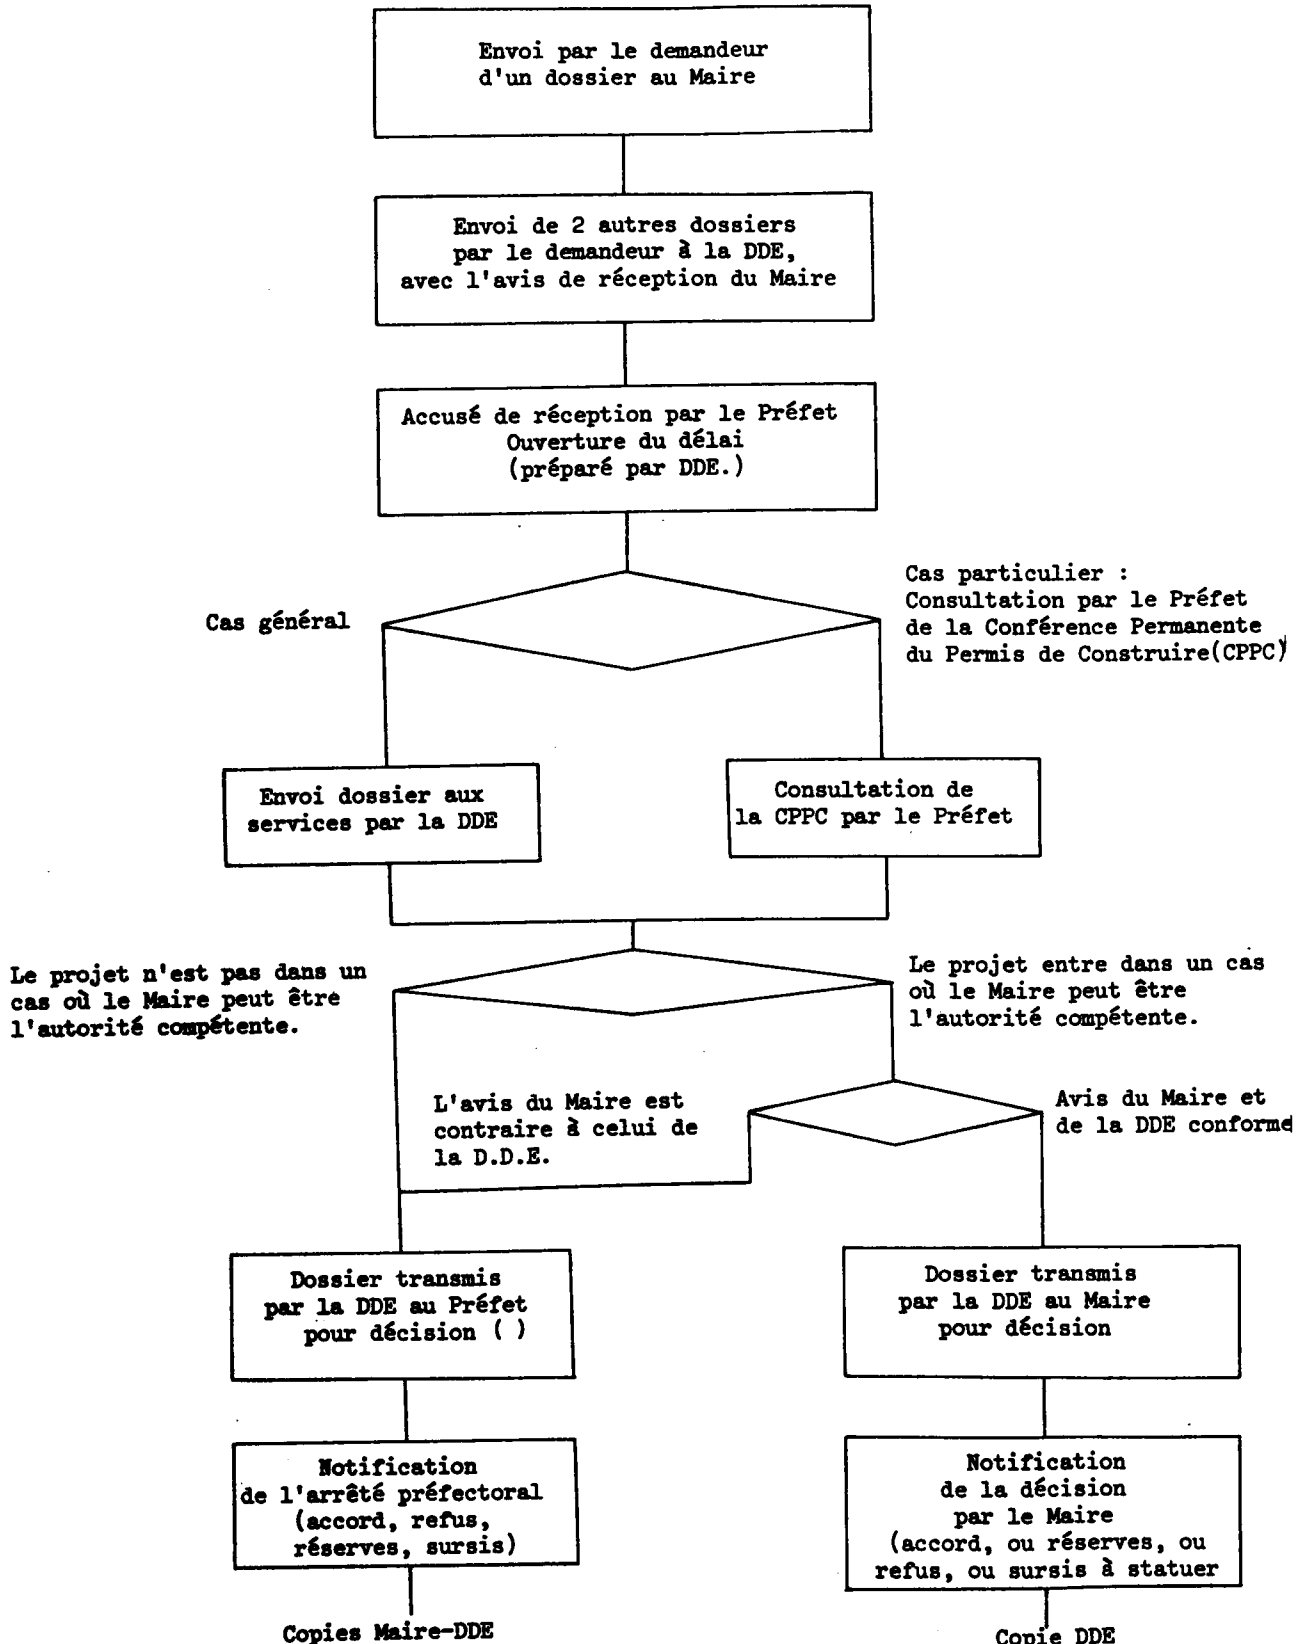 Envoi par le demandeur
d'un dossier au Maire
Envoi de 2 autres dossiers
par le demandeur à la DDE,
avec l'avis de réception du Maire
Accusé de réception par le Préfet
Ouverture du délai
(préparé par DDE.)
Cas général
Cas particulier :
Consultation par le Préfet
de la Conférence Permanente
du Permis de Construire(CPPC)
Envoi dossier aux
services par la DDE
Consultation de
la CPPC par le Préfet
Le projet n'est pas dans un
cas où le Maire peut être
l'autorité compétente.
Le projet entre dans un cas
où le Maire peut être
l'autorité compétente.
L'avis du Maire est
contraire à celui de
la D.D.E.
Avis du Maire et
de la DDE conforme
Dossier transmis
par la DDE au Préfet
pour décision ( )
Dossier transmis
par la DDE au Maire
pour décision
Notification
de l'arrêté préfectoral
(accord, refus,
réserves, sursis)
Notification
de la décision
par le Maire
(accord, ou réserves, ou
refus, ou sursis à statuer
Copies Maire-DDE
Copie DDE